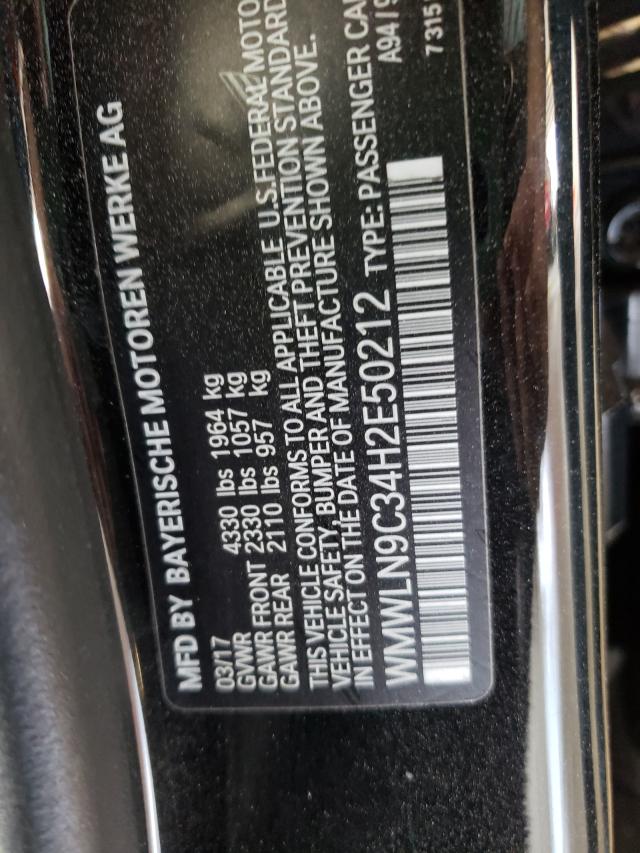 MFD BY BAYERISCHE MOTOREN WERKE AG
03/17
GVWR 4330 lbs 1964 kg
GAWR FRONT 2330 lbs 1057 kg
GAWR REAR 2110 lbs 957 kg
THIS VEHICLE CONFORMS TO ALL APPLICABLE U.S.FEDERAL MOTO
VEHICLE SAFETY, BUMPER AND THEFT PREVENTION STANDARD
IN EFFECT ON THE DATE OF MANUFACTURE SHOWN ABOVE.
WMWLN9C34H2E50212 TYPE: PASSENGER CA
A94/9
7315